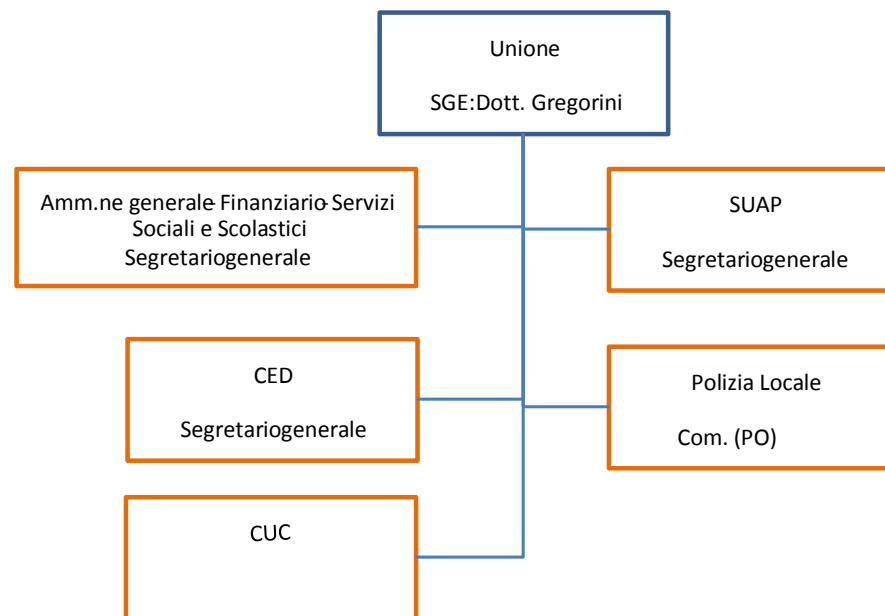 Unione
SGE:Dott. Gregorini
Amm.ne generale-Finanziario-Servizi
Sociali e Scolastici
Segretariogenerale
SUAP
Segretariogenerale
CED
Segretariogenerale
Polizia Locale
Com. (PO)
CUC